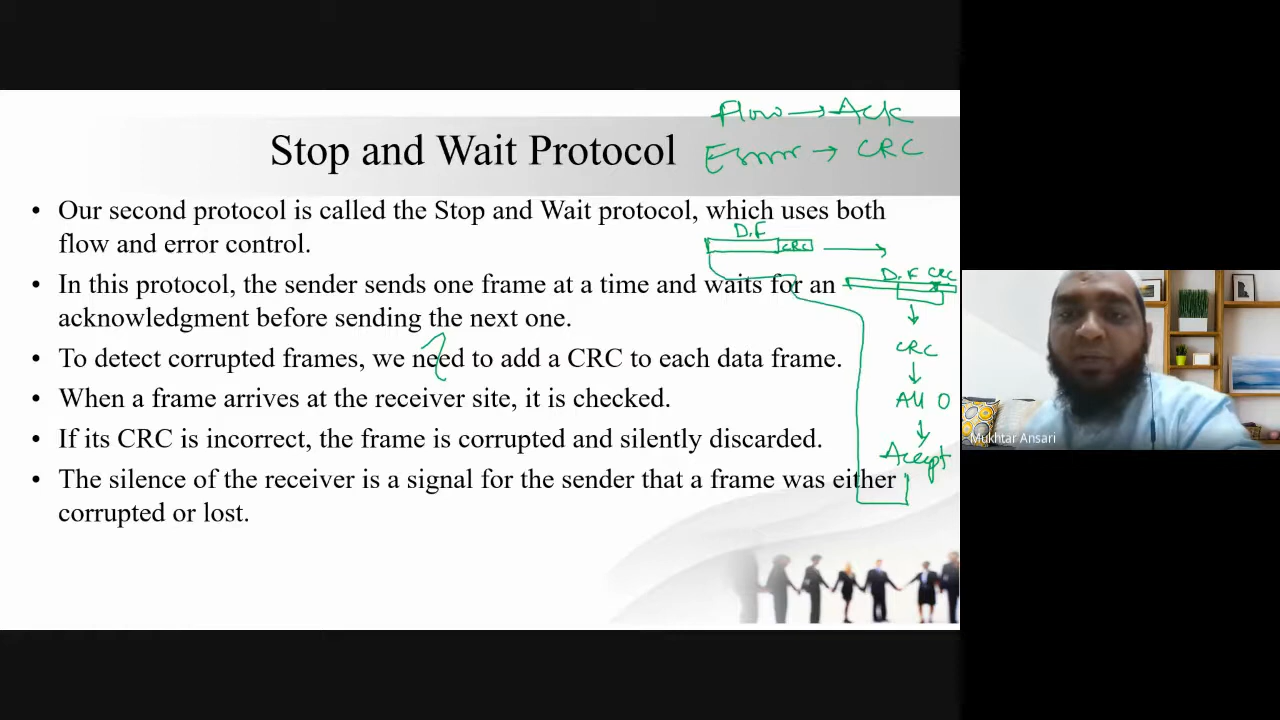 Flow → Ack
Stop and Wait Protocol
Error → CRC
• Our second protocol is called the Stop and Wait protocol, which uses both
flow and error control.
D.F
CRC
• In this protocol, the sender sends one frame at a time and waits for an
acknowledgment before sending the next one.
D.F CRC
CRC
All 0
Accept
• To detect corrupted frames, we need to add a CRC to each data frame.
• When a frame arrives at the receiver site, it is checked.
• If its CRC is incorrect, the frame is corrupted and silently discarded.
• The silence of the receiver is a signal for the sender that a frame was either
corrupted or lost.
Mukhtar Ansari